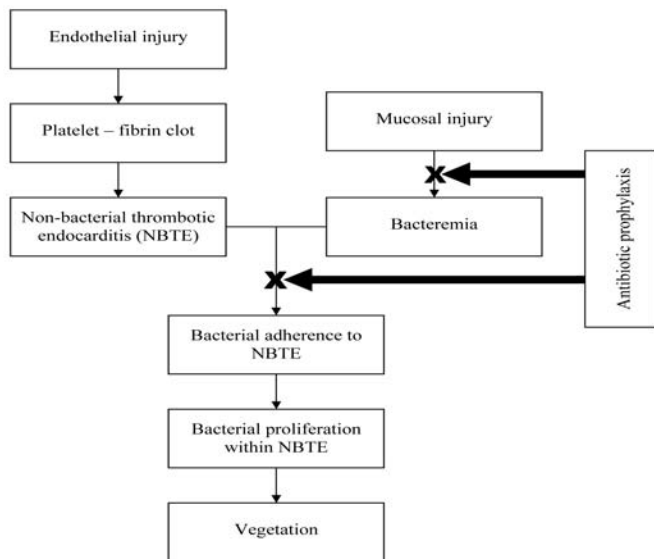 Endothelial injury
Platelet – fibrin clot
Mucosal injury
Non-bacterial thrombotic
endocarditis (NBTE)
Bacteremia
Antibiotic prophylaxis
Bacterial adherence to
NBTE
Bacterial proliferation
within NBTE
Vegetation